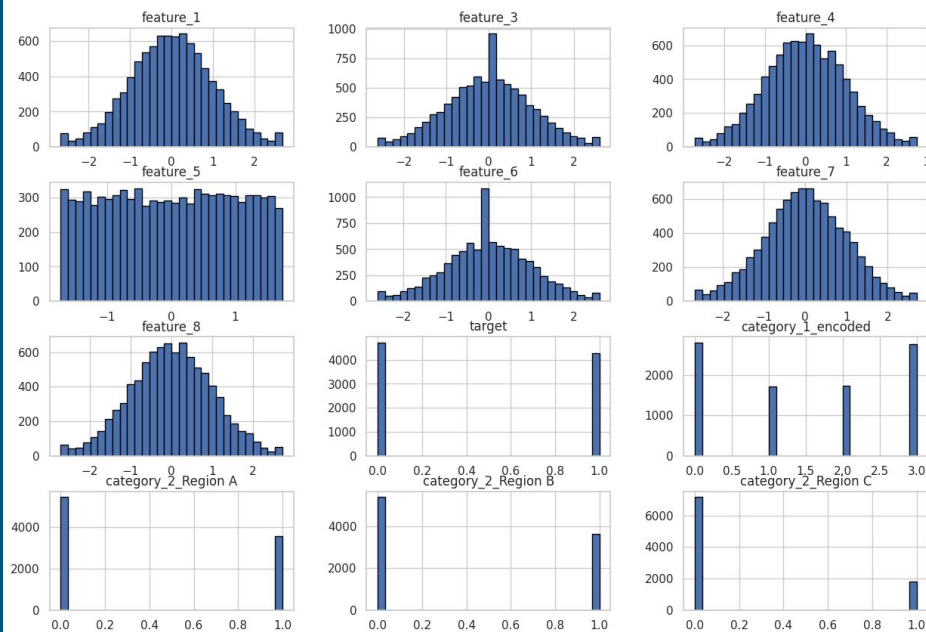 feature_1 feature_3 feature_4
600 1000 600
400 750 400
200 500 200
0 250 0
0
−2 −1 0 1 2 −2 −1 0 1 2 −2 −1 0 1 2
feature_5 feature_6 feature_7
300 1000 600
200 750 400
100 500 200
0 250 0
0
−1 0 1 −2 −1 0 1 2 −2 −1 0 1 2
feature_8 target category_1_encoded
600 4000 2000
400 3000 1000
200 2000 0
0 1000
0
−2 −1 0 1 2 0.0 0.2 0.4 0.6 0.8 1.0 0.0 0.5 1.0 1.5 2.0 2.5 3.0
category_2_Region A category_2_Region B category_2_Region C
4000 4000 6000
2000 2000 4000
0 0 2000
0
0.0 0.2 0.4 0.6 0.8 1.0 0.0 0.2 0.4 0.6 0.8 1.0 0.0 0.2 0.4 0.6 0.8 1.0